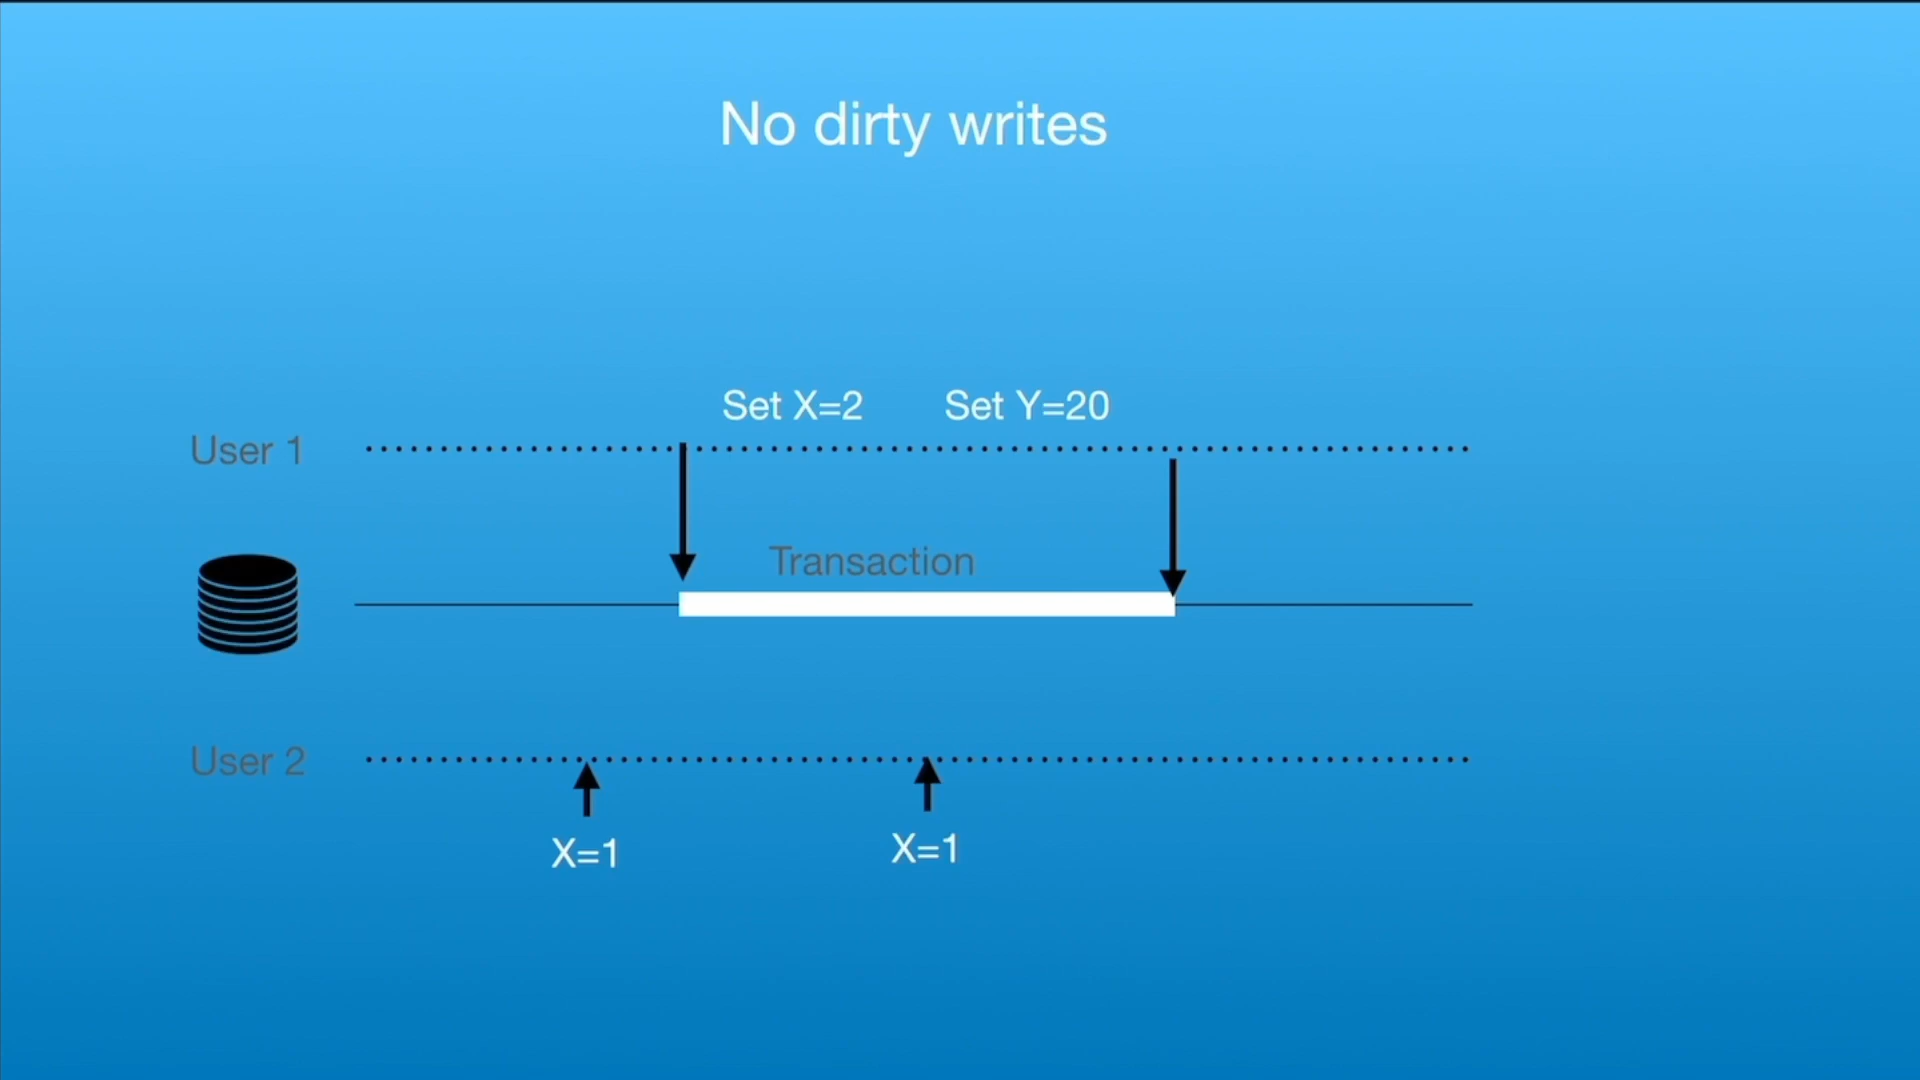 No dirty writes
Set X=2 Set Y=20
User 1
Transaction
User 2
X=1 X=1